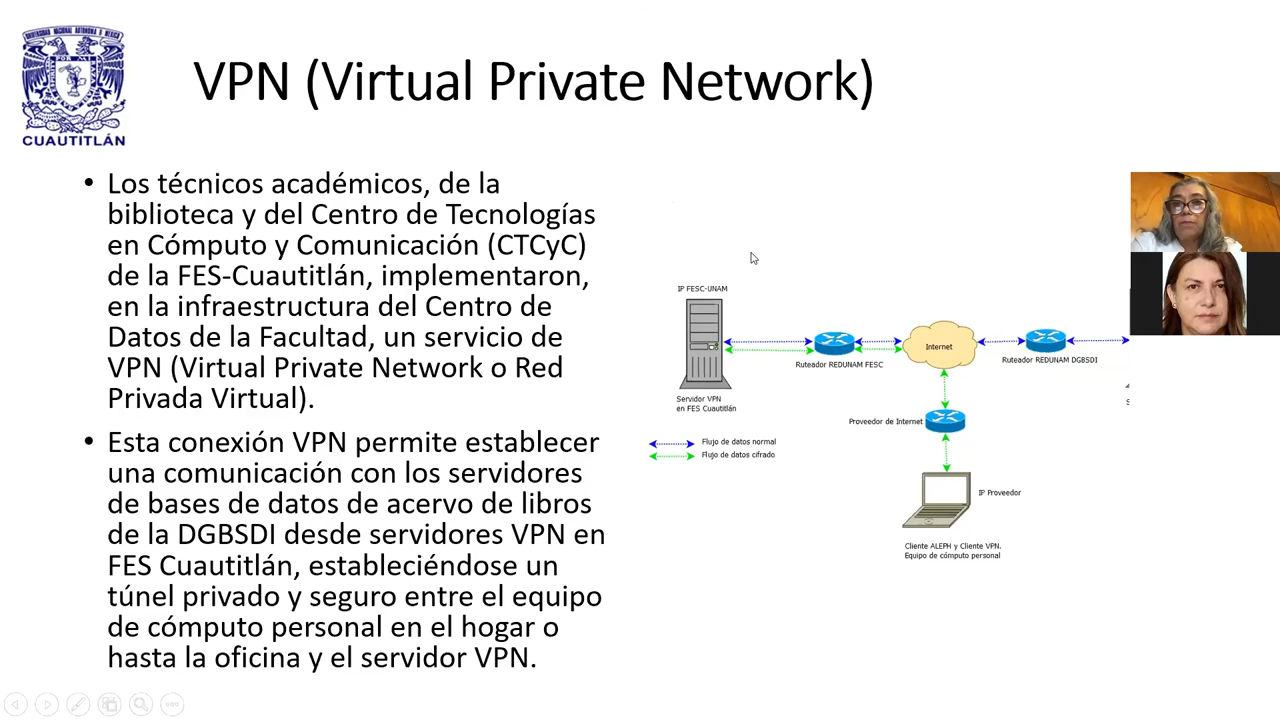 CUAUTITLÁN
VPN (Virtual Private Network)
• Los técnicos académicos, de la
biblioteca y del Centro de Tecnologías
en Cómputo y Comunicación (CTCyC)
de la FES-Cuautitlán, implementaron,
en la infraestructura del Centro de
Datos de la Facultad, un servicio de
VPN (Virtual Private Network o Red
Privada Virtual).
• Esta conexión VPN permite establecer
una comunicación con los servidores
de bases de datos de acervo de libros
de la DGBSDI desde servidores VPN en
FES Cuautitlán, estableciéndose un
túnel privado y seguro entre el equipo
de cómputo personal en el hogar o
hasta la oficina y el servidor VPN.
IP FESC-UNAM
Servidor VPN
en FES Cuautitlán
Ruteador REDUNAM FESC
Internet
Ruteador REDUNAM DGBSDI
Proveedor de Internet
IP Proveedor
Cliente ALEPH y Cliente VPN.
Equipo de cómputo personal
Flujo de datos normal
Flujo de datos cifrado